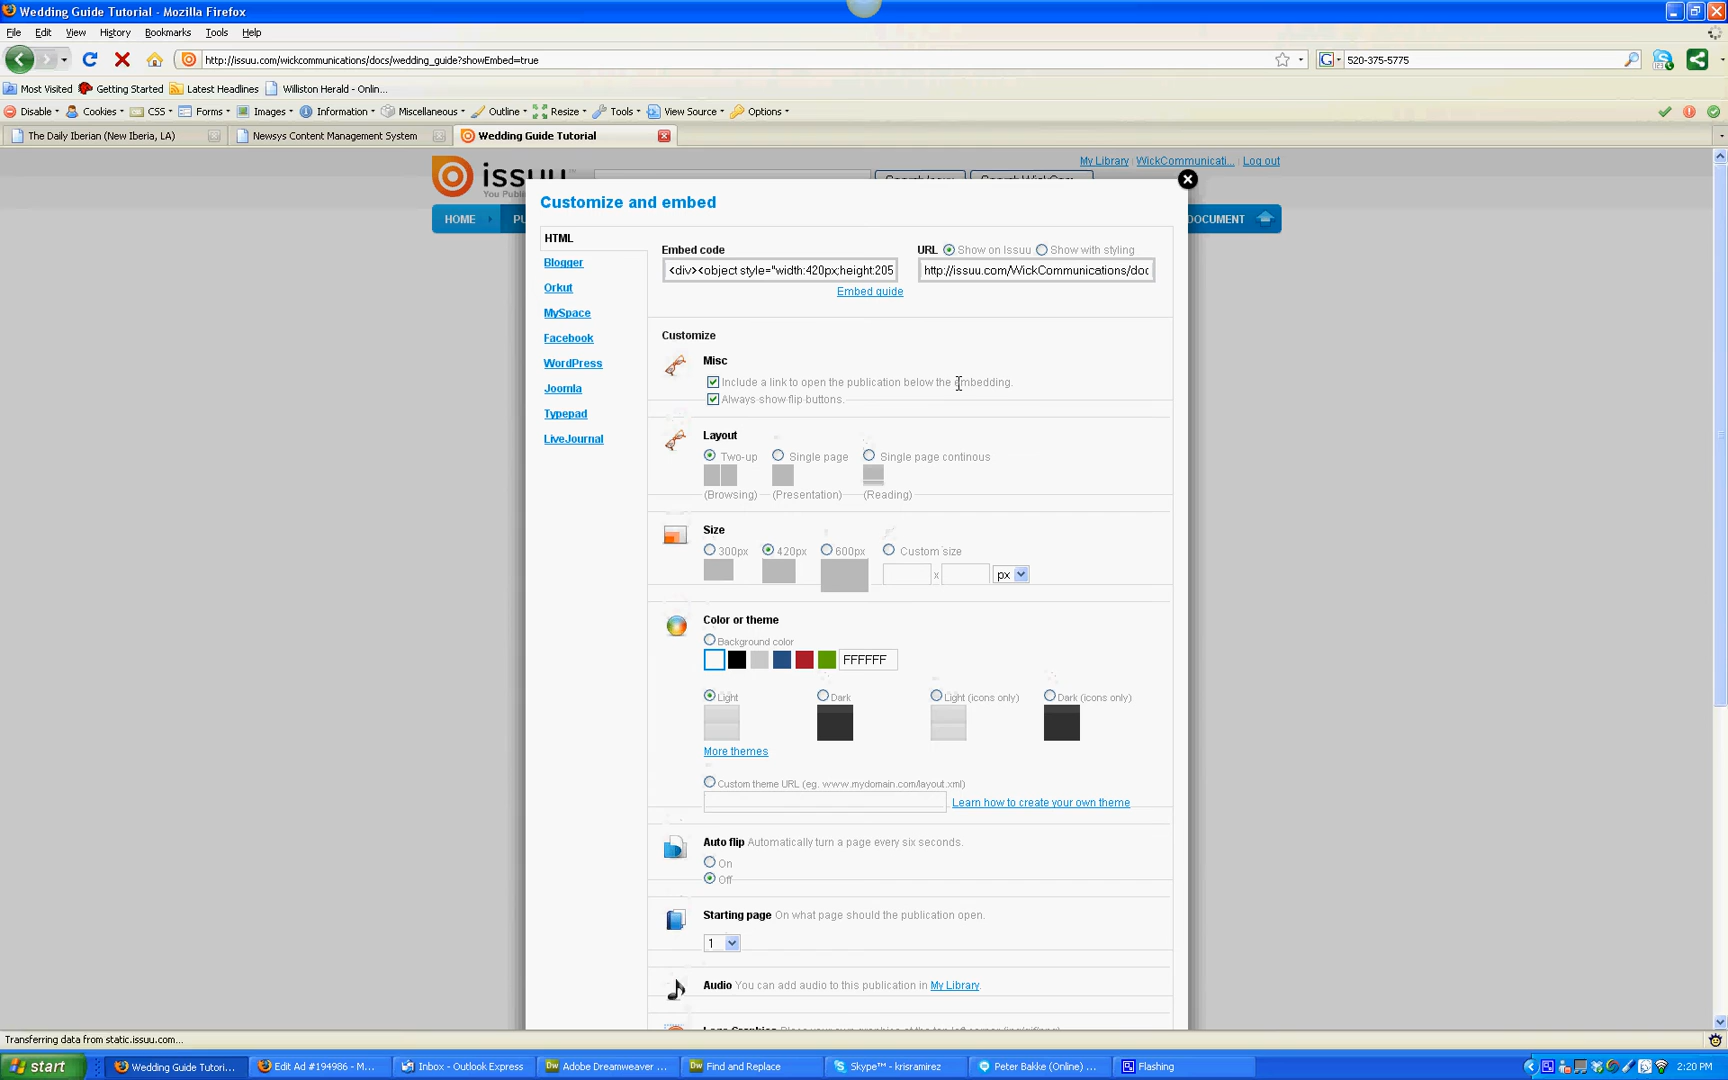 Wedding Guide Tutorial - Mozilla Firefox
File Edit View History Bookmarks Tools Help
http://issuu.com/wickcommunications/docs/wedding_guide?showEmbed=true
520-375-5775
Most Visited Getting Started Latest Headlines Williston Herald - Onlin...
Disable Cookies CSS Forms Images Information Miscellaneous Outline Resize Tools View Source Options
The Daily Iberian (New Iberia, LA) Newsys Content Management System Wedding Guide Tutorial
issuu
My Library WickCommunicati... Log out
Customize and embed
HOME DOCUMENT
HTML
Blogger
Orkut
MySpace
Facebook
WordPress
Joomla
Typepad
LiveJournal
Embed code
<div><object style="width:420px;height:205
Embed guide
URL Show on Issuu Show with styling
http://issuu.com/WickCommunications/doc
Customize
Misc
Include a link to open the publication below the embedding.
Always show flip buttons.
Layout
Two-up Single page Single page continous
(Browsing) (Presentation) (Reading)
Size
300px 420px 600px Custom size
x px
Color or theme
Background color
FFFFFF
Light Dark Light (icons only) Dark (icons only)
More themes
Custom theme URL (eg. www.mydomain.com/layout.xml)
Learn how to create your own theme
Auto flip Automatically turn a page every six seconds.
On
Off
Starting page On what page should the publication open.
1
Audio You can add audio to this publication in My Library.
Transferring data from static.issuu.com...
start Wedding Guide Tutori... Edit Ad #194986 - M... Inbox - Outlook Express Adobe Dreamweaver ... Find and Replace Skype™ - krisramirez Peter Bakke (Online) ... Flashing 2:20 PM